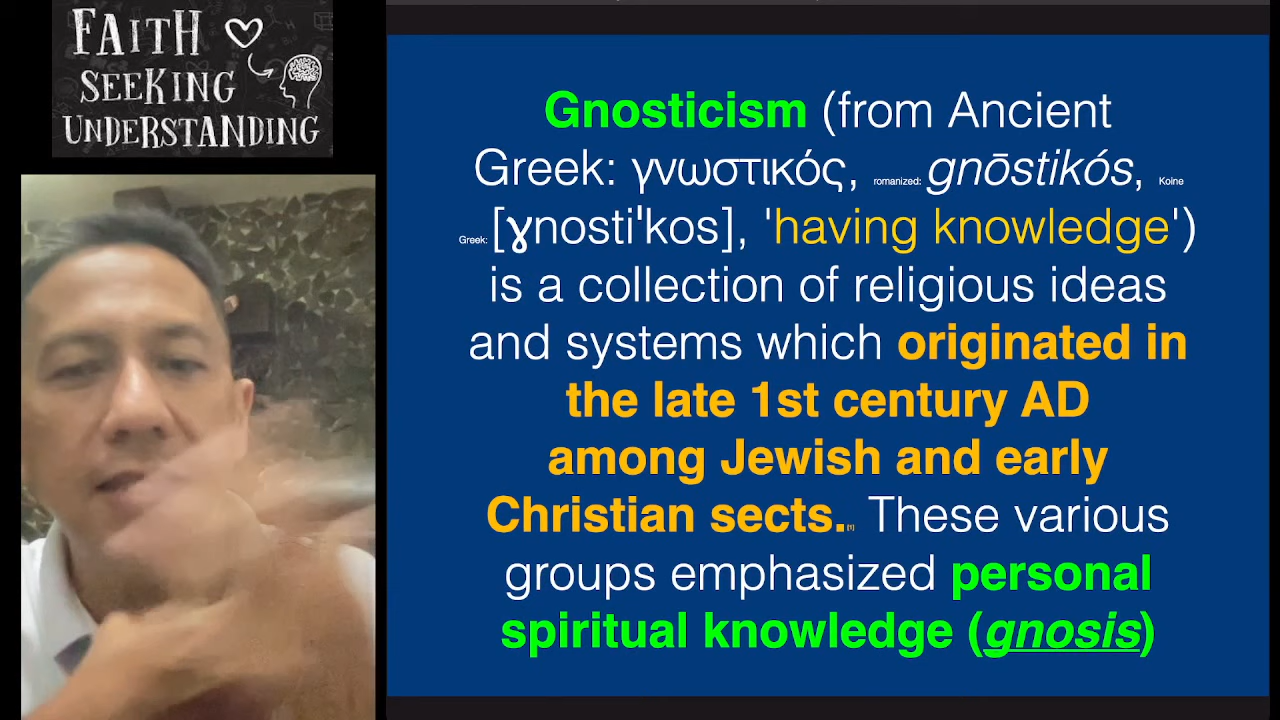 FAITH
SEEKING
UNDERSTANDING
Gnosticism (from Ancient
Greek: γνωστικός, romanized: gnōstikós, Koine
Greek: [ɣnostiˈkos], 'having knowledge')
is a collection of religious ideas
and systems which originated in
the late 1st century AD
among Jewish and early
Christian sects.[1] These various
groups emphasized personal
spiritual knowledge (gnosis)